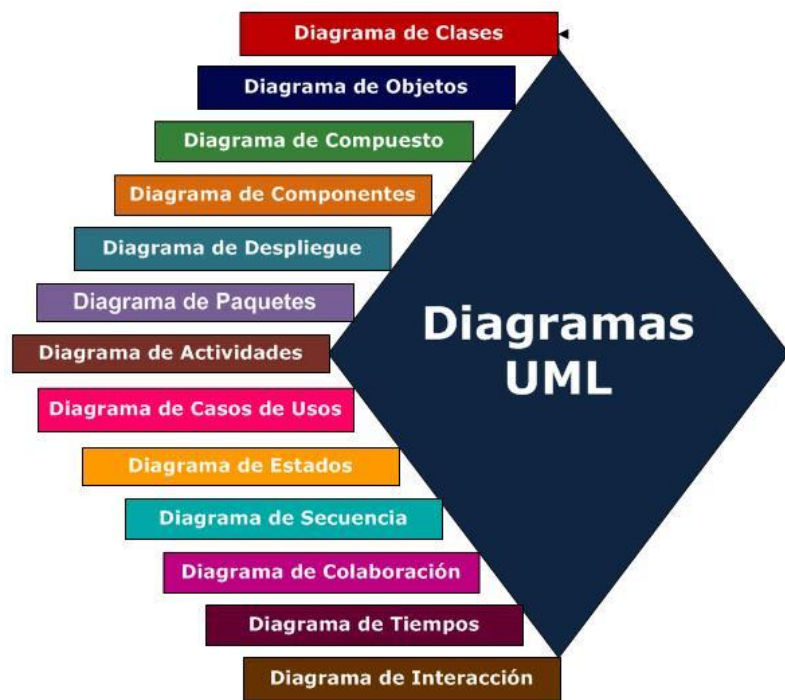 Diagrama de Clases
Diagrama de Objetos
Diagrama de Compuesto
Diagrama de Componentes
Diagrama de Despliegue
Diagrama de Paquetes
Diagrama de Actividades
Diagrama de Casos de Usos
Diagrama de Estados
Diagrama de Secuencia
Diagrama de Colaboración
Diagrama de Tiempos
Diagrama de Interacción
Diagramas
UML